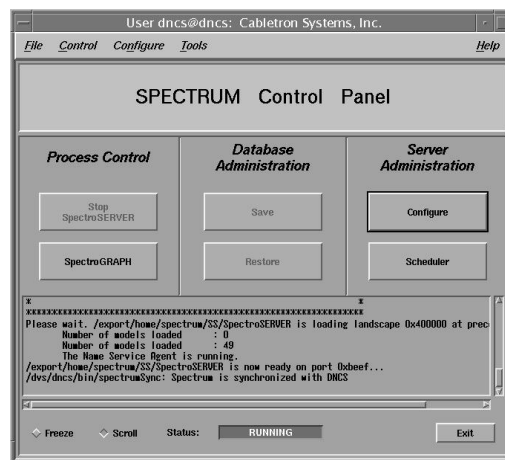 User dncs@dncs: Cabletron Systems, Inc.
File Control Configure Tools Help
SPECTRUM Control Panel
Process Control
Database
Administration
Server
Administration
Stop
SpectroSERVER
Save
Configure
SpectroGRAPH
Restore
Scheduler
Please wait. /export/home/spectrum/SS/SpectroSERVER is loading landscape 0x400000 at prec
Number of models loaded : 0
Number of models loaded : 49
The Name Service Agent is running.
/export/home/spectrum/SS/SpectroSERVER is now ready on port 0xbeef...
/dvs/dncs/bin/spectrumSync: Spectrum is synchronized with DNCS
Freeze Scroll Status: RUNNING Exit